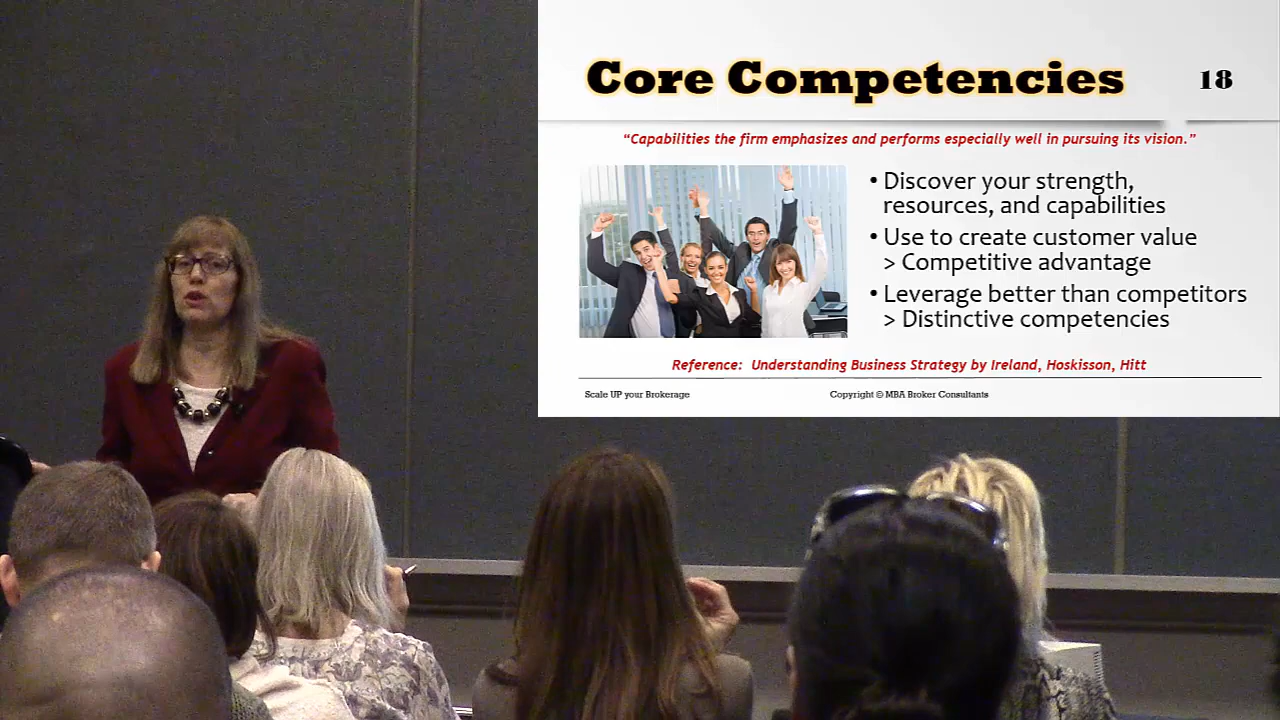 Core Competencies 18
“Capabilities the firm emphasizes and performs especially well in pursuing its vision.”
• Discover your strength,
resources, and capabilities
• Use to create customer value
> Competitive advantage
• Leverage better than competitors
> Distinctive competencies
Reference: Understanding Business Strategy by Ireland, Hoskisson, Hitt
Scale UP your Brokerage Copyright © MBA Broker Consultants